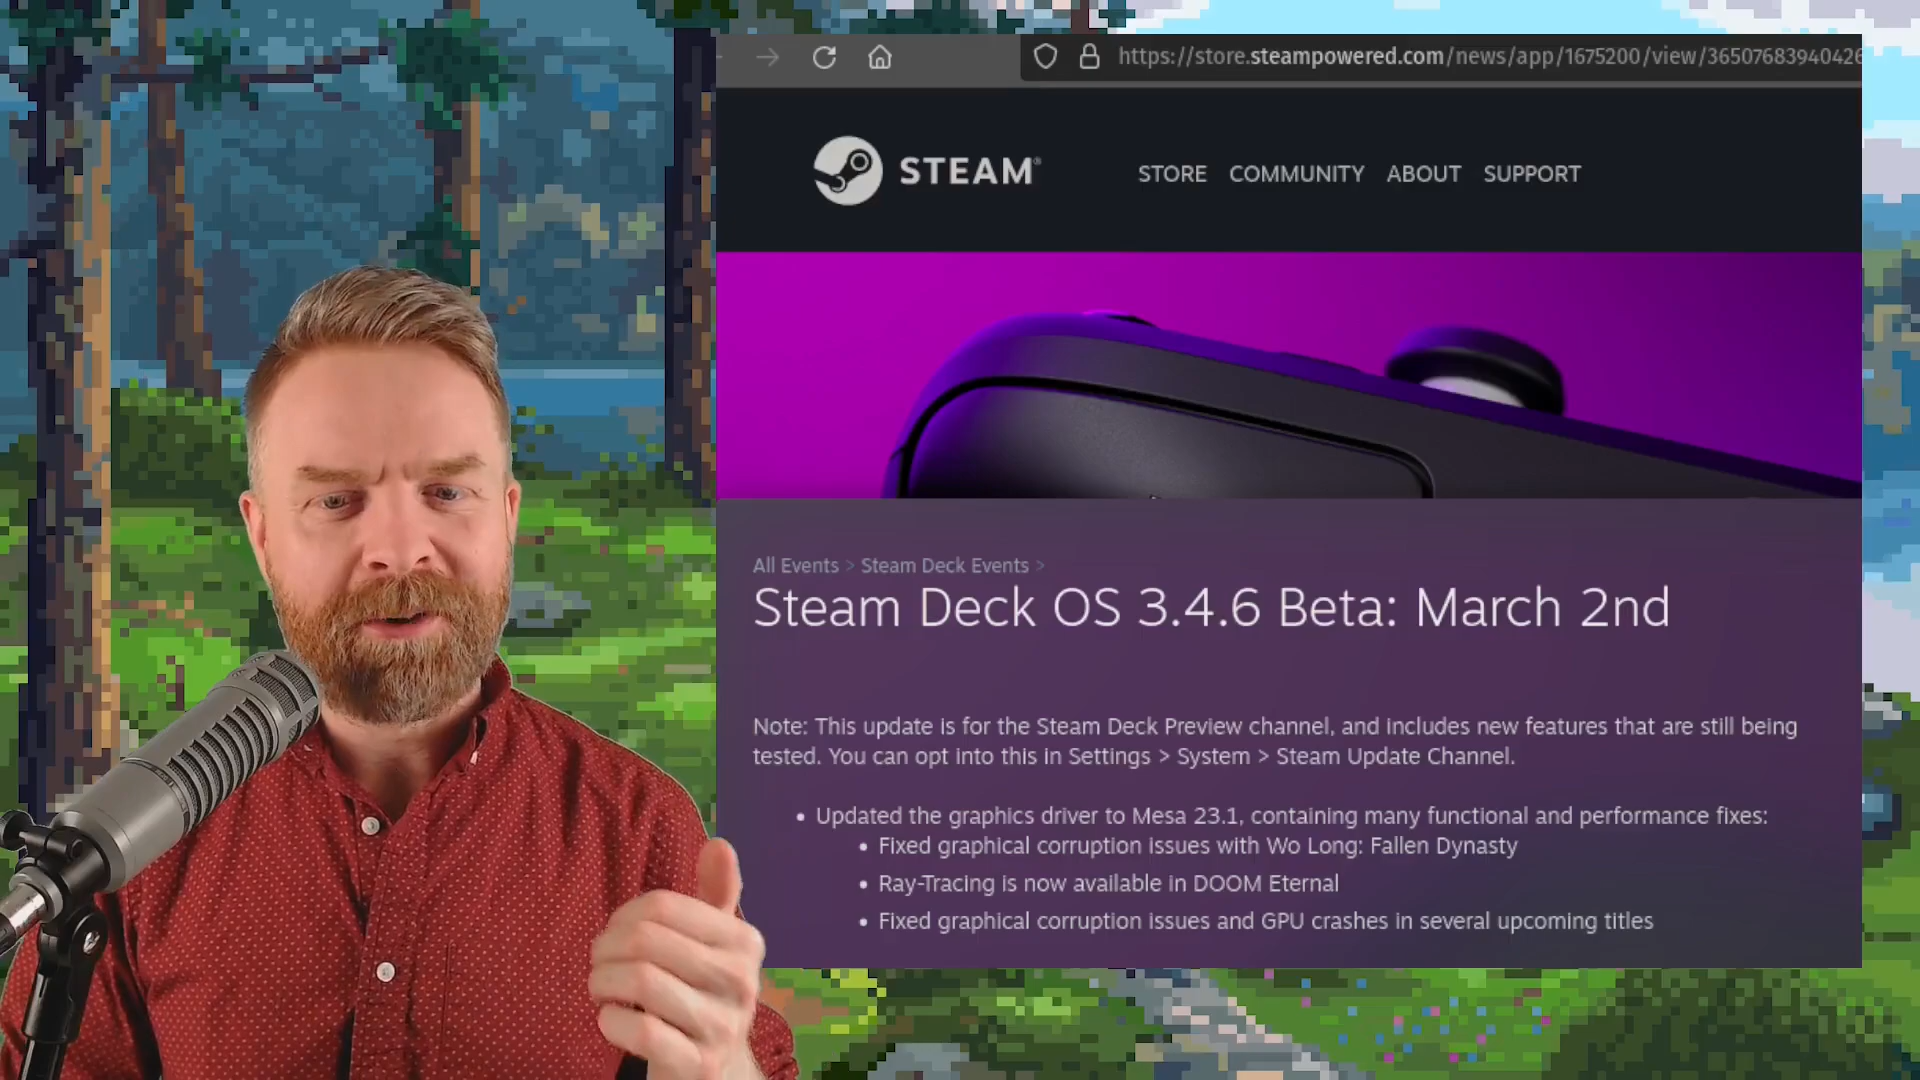 https://store.steampowered.com/news/app/1675200/view/36507683940426
STEAM®
STORE COMMUNITY ABOUT SUPPORT
All Events > Steam Deck Events >
Steam Deck OS 3.4.6 Beta: March 2nd
Note: This update is for the Steam Deck Preview channel, and includes new features that are still being
tested. You can opt into this in Settings > System > Steam Update Channel.
• Updated the graphics driver to Mesa 23.1, containing many functional and performance fixes:
• Fixed graphical corruption issues with Wo Long: Fallen Dynasty
• Ray-Tracing is now available in DOOM Eternal
• Fixed graphical corruption issues and GPU crashes in several upcoming titles